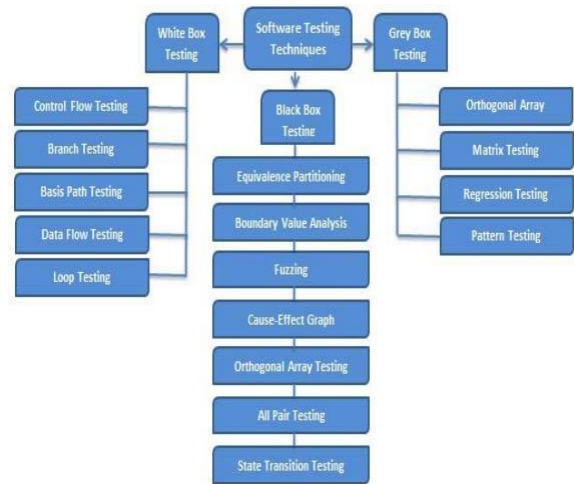 Software Testing
Techniques
White Box
Testing
Grey Box
Testing
Black Box
Testing
Control Flow Testing
Branch Testing
Basis Path Testing
Data Flow Testing
Loop Testing
Equivalence Partitioning
Boundary Value Analysis
Fuzzing
Cause-Effect Graph
Orthogonal Array Testing
All Pair Testing
State Transition Testing
Orthogonal Array
Matrix Testing
Regression Testing
Pattern Testing